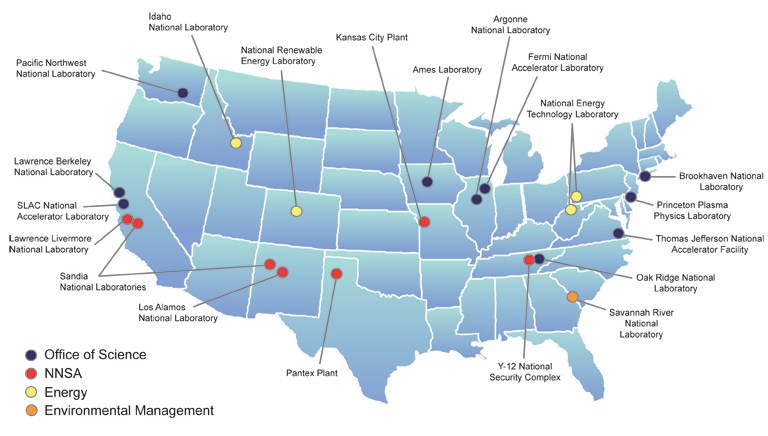 Idaho
National Laboratory
Argonne
National Laboratory
Kansas City Plant
National Renewable
Energy Laboratory
Fermi National
Accelerator Laboratory
Pacific Northwest
National Laboratory
Ames Laboratory
National Energy
Technology Laboratory
Lawrence Berkeley
National Laboratory
Brookhaven National
Laboratory
SLAC National
Accelerator Laboratory
Princeton Plasma
Physics Laboratory
Lawrence Livermore
National Laboratory
Thomas Jefferson National
Accelerator Facility
Sandia
National Laboratories
Oak Ridge National
Laboratory
Los Alamos
National Laboratory
Savannah River
National
Laboratory
Pantex Plant
Y-12 National
Security Complex
Office of Science
NNSA
Energy
Environmental Management